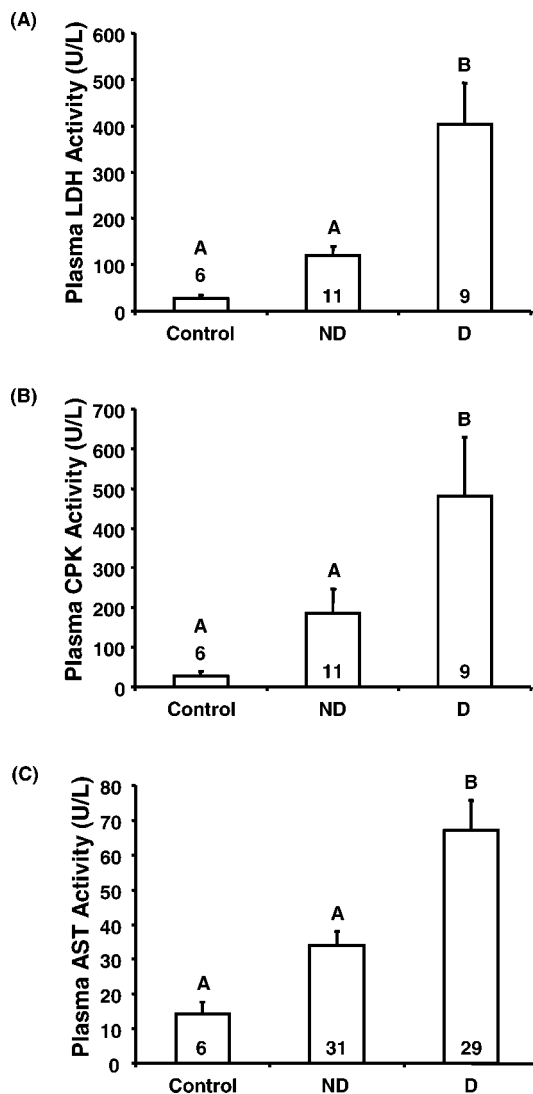 (A)
Plasma LDH Activity (U/L)
600
500
400
300
200
100
0
A
6
A
11
B
9
Control ND D
(B)
Plasma CPK Activity (U/L)
700
600
500
400
300
200
100
0
A
6
A
11
B
9
Control ND D
(C)
Plasma AST Activity (U/L)
80
70
60
50
40
30
20
10
0
A
6
A
31
B
29
Control ND D